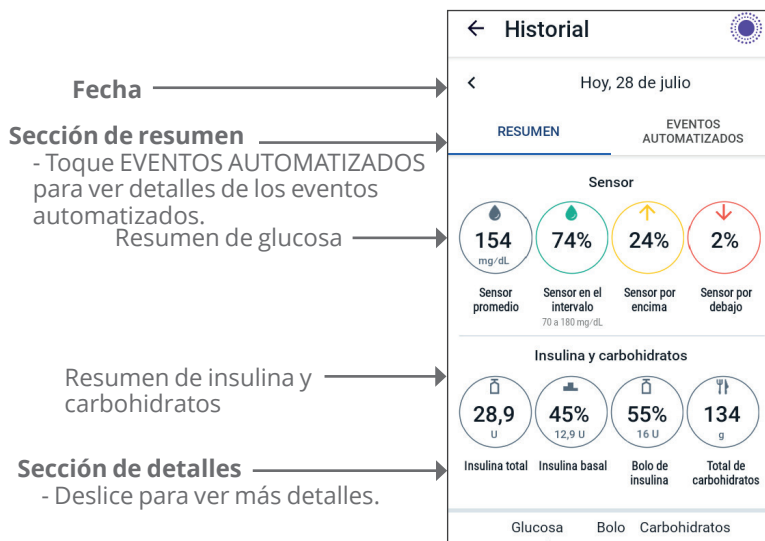 Historial
Fecha
Hoy, 28 de julio
Sección de resumen
- Toque EVENTOS AUTOMATIZADOS
para ver detalles de los eventos
automatizados.
RESUMEN
EVENTOS
AUTOMATIZADOS
Resumen de glucosa
Sensor
154
mg/dL
74%
24%
2%
Sensor
promedio
Sensor en el
intervalo
70 a 180 mg/dL
Sensor por
encima
Sensor por
debajo
Resumen de insulina y
carbohidratos
Insulina y carbohidratos
28,9
U
45%
12,9 U
55%
16 U
134
g
Insulina total
Insulina basal
Bolo de
insulina
Total de
carbohidratos
Sección de detalles
- Deslice para ver más detalles.
Glucosa Bolo Carbohidratos